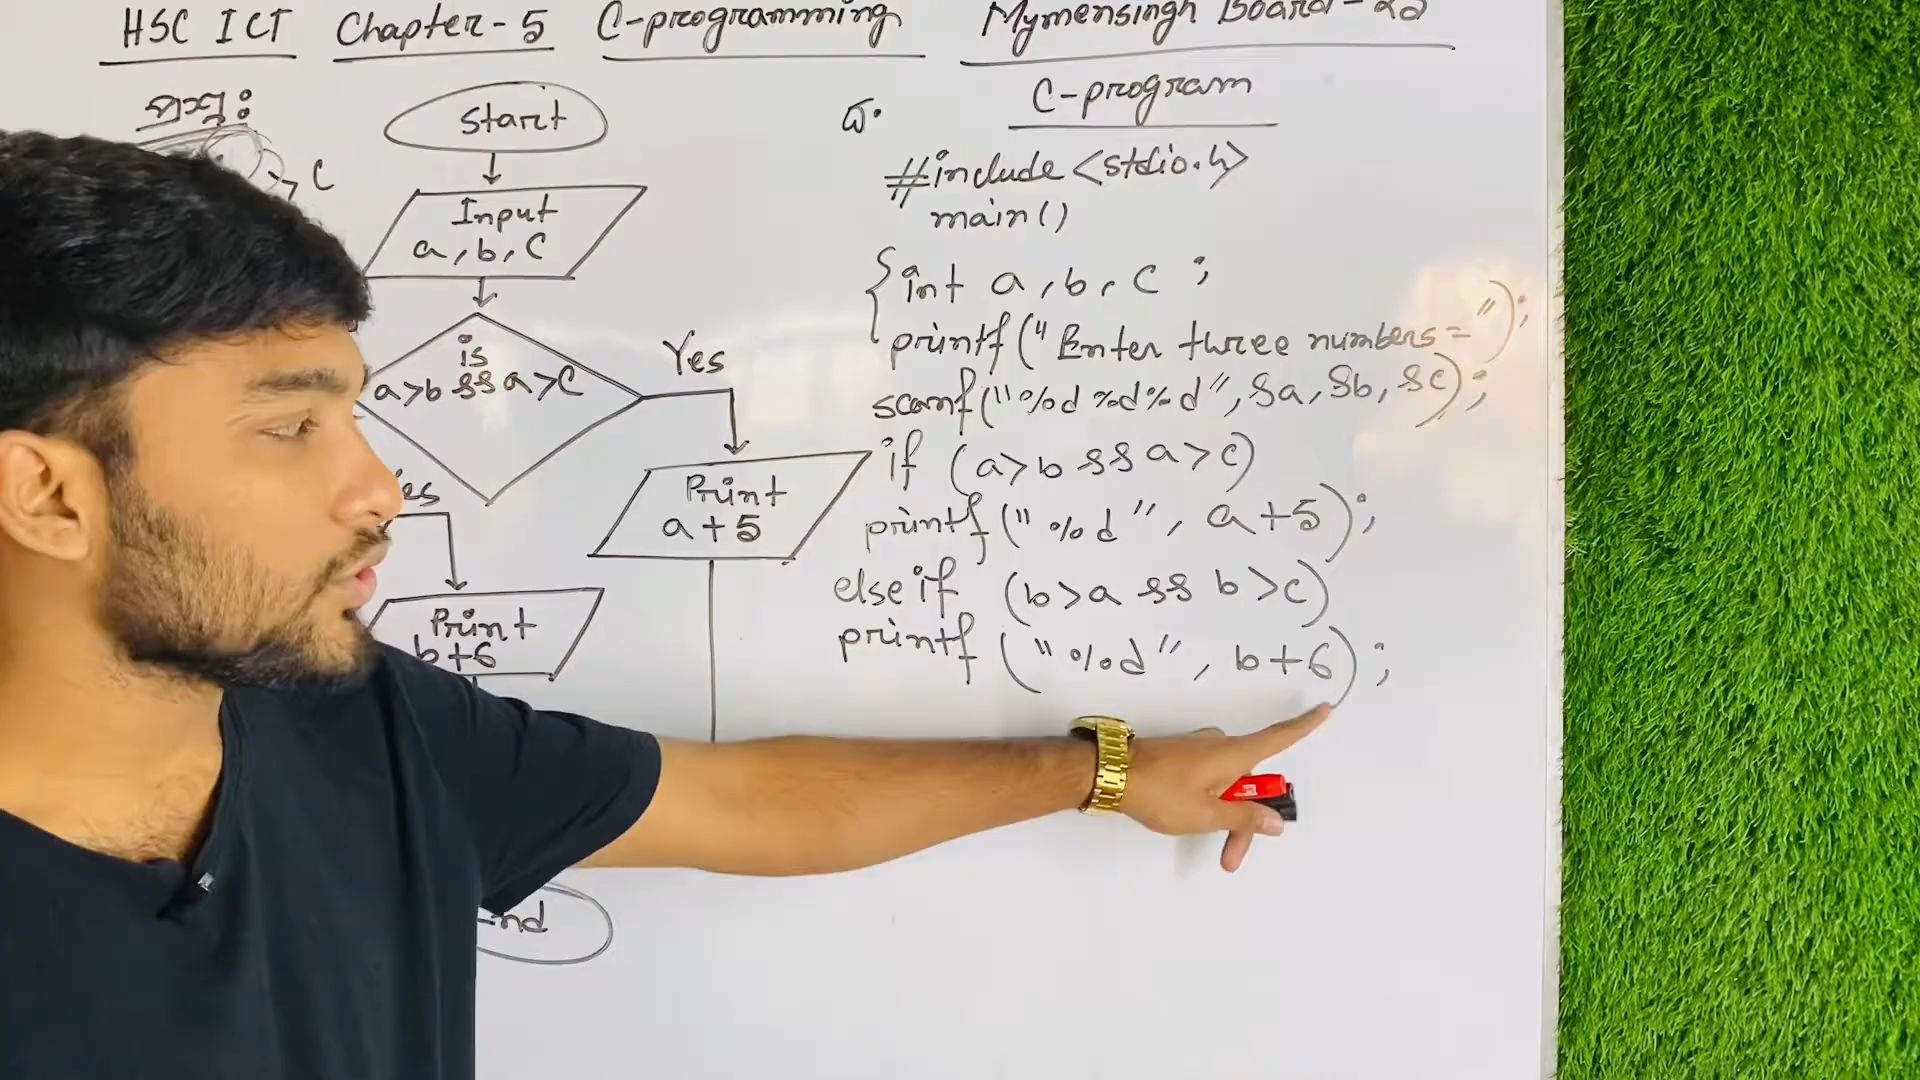 HSC ICT Chapter-5 C-programming Mymensingh Board-22
Start
Input
a, b, C
is
a>b && a>C
Yes
Print
a+5
Yes
Print
b+6
End
C
ঘ.
C-program
#include <stdio.h>
main()
{int a, b, C ;
printf("Enter three numbers=");
scanf("%d %d %d", &a, &b, &c);
if (a>b && a>c)
printf("%d", a+5);
else if (b>a && b>c)
printf("%d", b+6);